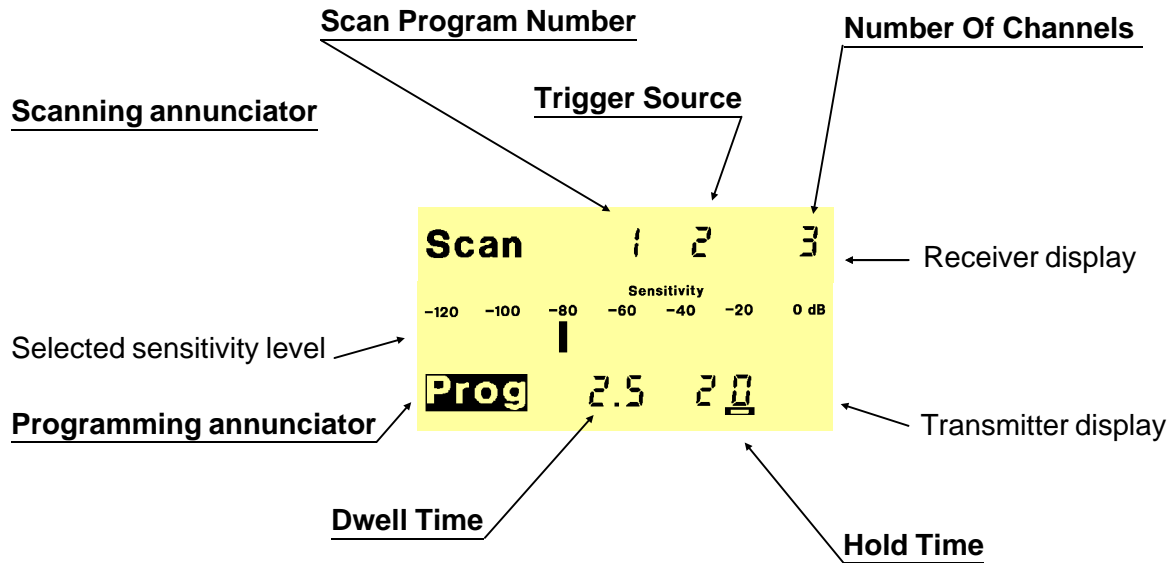 Scan Program Number
Number Of Channels
Trigger Source
Scanning annunciator
Scan 1 2 3
Receiver display
Sensitivity
-120 -100 -80 -60 -40 -20 0 dB
Selected sensitivity level
Prog 2.5 20
Programming annunciator
Transmitter display
Dwell Time
Hold Time